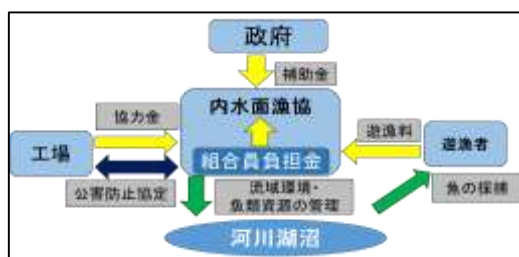 政府
補助金
協力金
内水面漁協
遊漁料
工場
組合員負担金
遊漁者
公害防止協定
流域環境・
魚類資源の管理
魚の採捕
河川湖沼